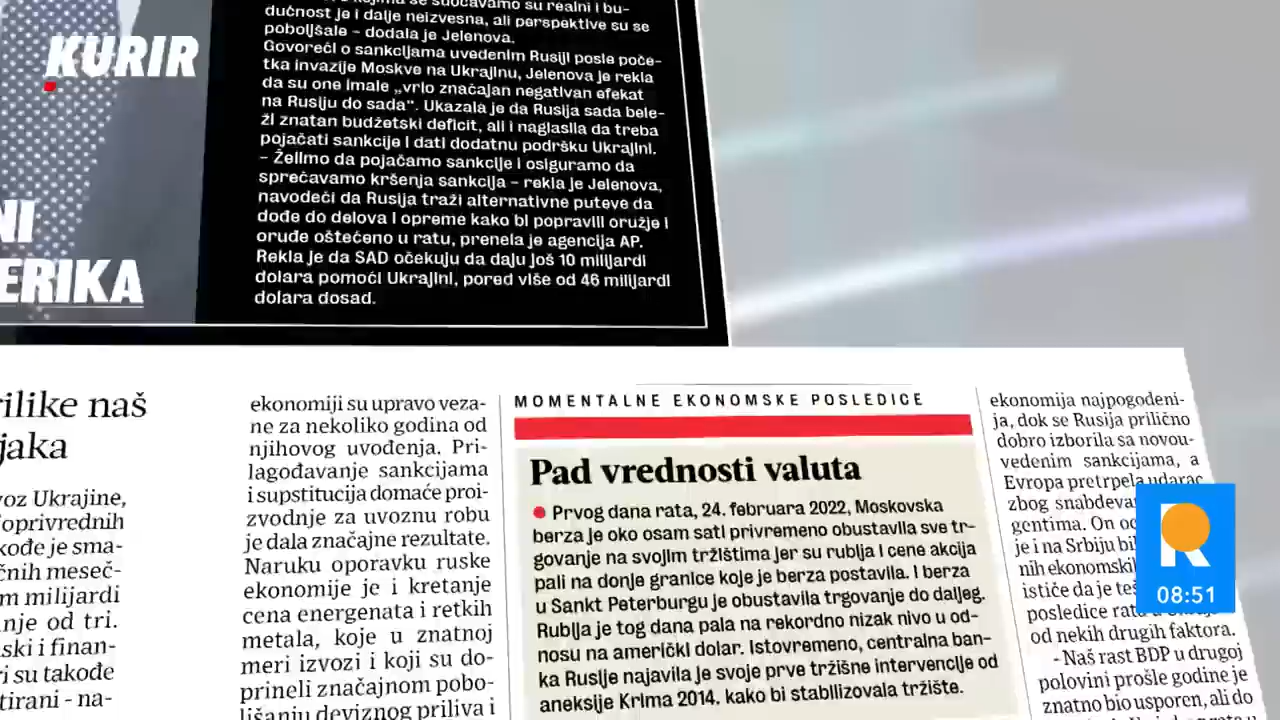 KURIR
NI
ERIKA
suočavamo su realni i bu-
dućnost je i dalje neizvesna, ali perspektive su se
poboljšale – dodala je Jelenova.
Govoreći o sankcijama uvedenim Rusiji posle poče-
tka invazije Moskve na Ukrajinu, Jelenova je rekla
da su one imale „vrlo značajan negativan efekat
na Rusiju do sada“. Ukazala je da Rusija sada bele-
ži znatan budžetski deficit, ali i naglasila da treba
pojačati sankcije i dati dodatnu podršku Ukrajini.
– Želimo da pojačamo sankcije i osiguramo da
sprečavamo kršenja sankcija – rekla je Jelenova,
navodeći da Rusija traži alternativne puteve da
dođe do delova i opreme kako bi popravili oružje i
oruđe oštećeno u ratu, prenela je agencija AP.
Rekla je da SAD očekuju da daju još 10 milijardi
dolara pomoći Ukrajini, pored više od 46 milijardi
dolara dosad.
rilike naš
jaka
voz Ukrajine,
oprivrednih
kođe je sma-
čnih meseč-
m milijardi
nje od tri.
ski i finan-
ri su takođe
tirani - na-
ekonomiji su upravo veza-
ne za nekoliko godina od
njihovog uvođenja. Pri-
lagođavanje sankcijama
i supstitucija domaće proi-
zvodnje za uvoznu robu
je dala značajne rezultate.
Naruku oporavku ruske
ekonomije je i kretanje
cena energenata i retkih
metala, koje u znatnoj
meri izvozi i koji su do-
prineli značajnom pobo-
ljšanju deviznog priliva i
MOMENTALNE EKONOMSKE POSLEDICE
Pad vrednosti valuta
● Prvog dana rata, 24. februara 2022, Moskovska
berza je oko osam sati privremeno obustavila sve tr-
govanje na svojim tržištima jer su rublja i cene akcija
pali na donje granice koje je berza postavila. I berza
u Sankt Peterburgu je obustavila trgovanje do daljeg.
Rublja je tog dana pala na rekordno nizak nivo u od-
nosu na američki dolar. Istovremeno, centralna ban-
ka Rusije najavila je svoje prve tržišne intervencije od
aneksije Krima 2014. kako bi stabilizovala tržište.
ekonomija najpogođeni-
ja, dok se Rusija prilično
dobro izborila sa novou-
vedenim sankcijama, a
Evropa pretrpela udarac
zbog snabdeva
gentima. On oc
je i na Srbiju bi
nih ekonomski
ističe da je te
posledice rata
od nekih drugih faktora.
- Naš rast BDP u drugoj
polovini prošle godine je
znatno bio usporen, ali do
R
08:51